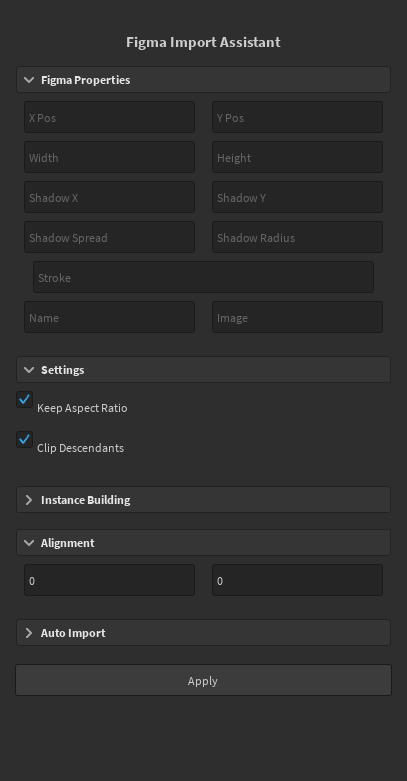 Figma Import Assistant
Figma Properties
X Pos Y Pos
Width Height
Shadow X Shadow Y
Shadow Spread Shadow Radius
Stroke
Name Image
Settings
Keep Aspect Ratio
Clip Descendants
Instance Building
Alignment
0 0
Auto Import
Apply